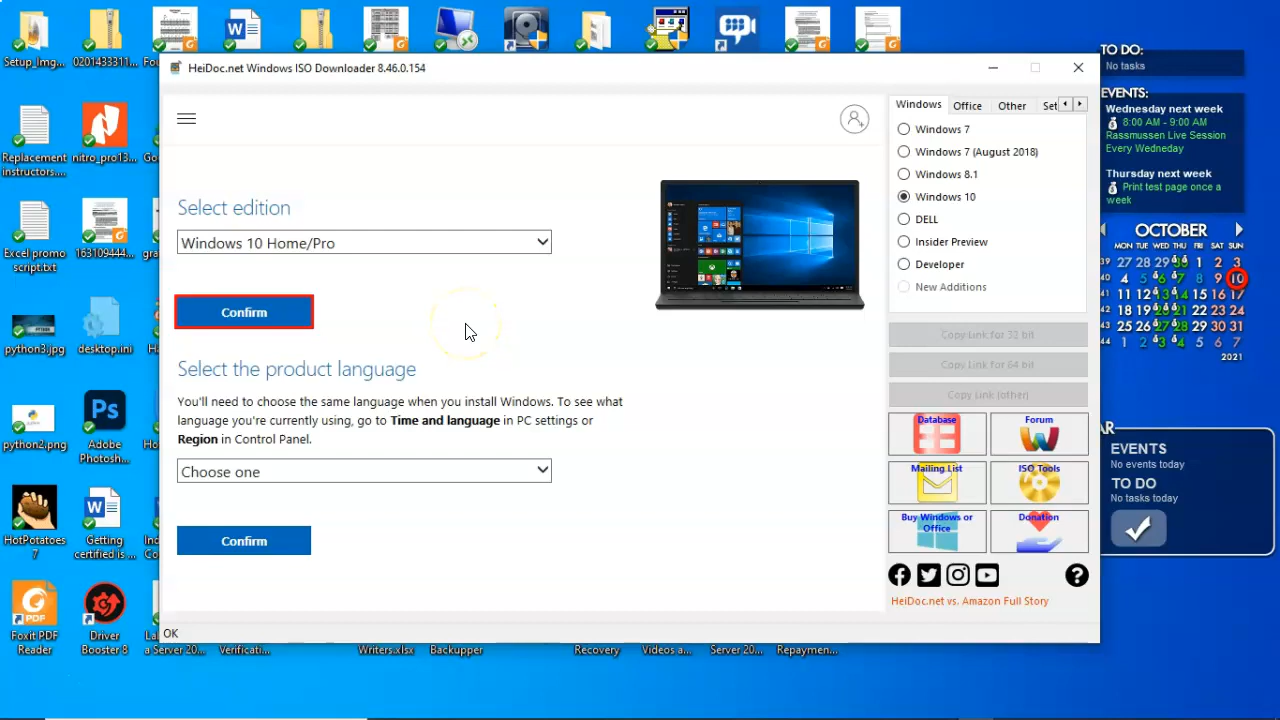 Setup_Img...
0201433311...
HeiDoc.net Windows ISO Downloader 8.46.0.154
Select edition
Windows 10 Home/Pro
Confirm
Select the product language
You'll need to choose the same language when you install Windows. To see what
language you're currently using, go to Time and language in PC settings or
Region in Control Panel.
Choose one
Confirm
OK
Windows
Office
Other
Windows 7
Windows 7 (August 2018)
Windows 8.1
Windows 10
DELL
Insider Preview
Developer
New Additions
Copy Link for 32 bit
Copy Link for 64 bit
Copy Link (other)
Database
Forum
Mailing List
ISO Tools
Buy Windows or
Office
Donation
HeiDoc.net vs. Amazon Full Story
Replacement
instructors....
nitro_pro13...
Excel promo
script.txt
163109444...
python3.jpg
desktop.ini
python2.png
Ps
Adobe
Photosh...
HotPotatoes
7
Getting
certified is ...
PDF
Foxit PDF
Reader
Driver
Booster 8
a Server 20...
Verificati...
Writers.xlsx
Backupper
Recovery
Videos a...
Server 20...
Repaymen...
TO DO:
No tasks
EVENTS:
Wednesday next week
8:00 AM - 9:00 AM
Rassmussen Live Session
Every Wednesday
Thursday next week
Print test page once a
week
OCTOBER
MON TUE WED THU FRI SAT SUN
39 27 28 29 30 1 2 3
4 5 6 7 8 9 10
41 11 12 13 14 15 16 17
42 18 19 20 21 22 23 24
43 25 26 27 28 29 30 31
44 1 2 3 4 5 6 7
2021
EVENTS
No events today
TO DO
No tasks today